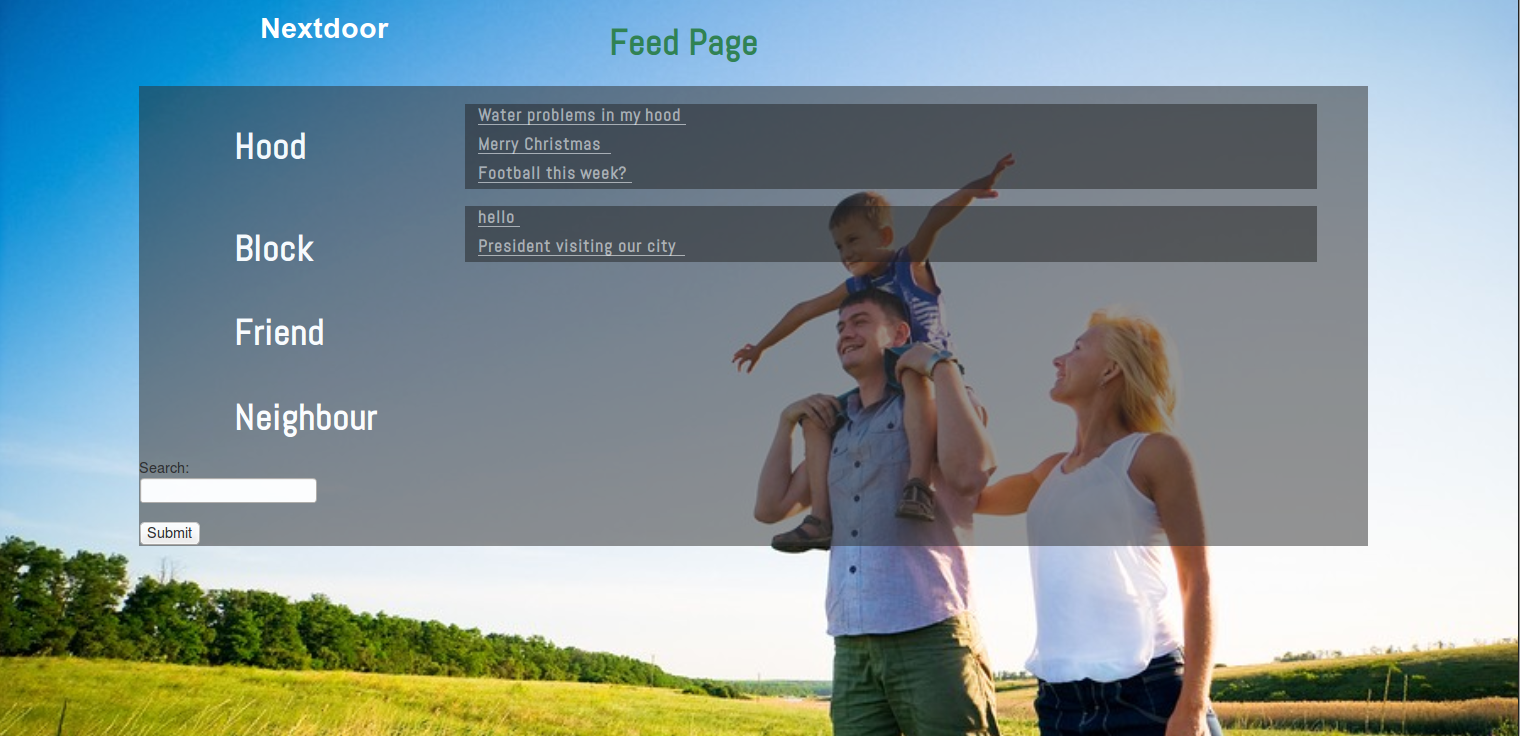 Nextdoor
Feed Page
Hood
Water problems in my hood
Merry Christmas
Football this week?
Block
hello
President visiting our city
Friend
Neighbour
Search:
Submit